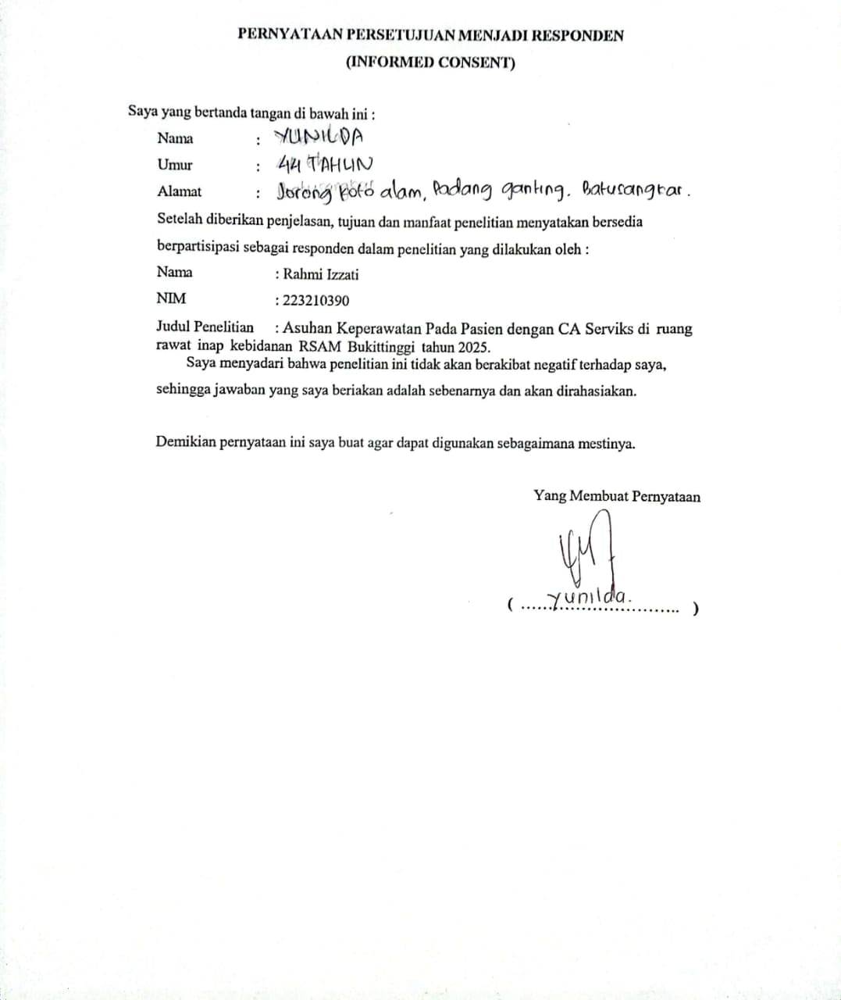 PERNYATAAN PERSETUJUAN MENJADI RESPONDEN
(INFORMED CONSENT)
Saya yang bertanda tangan di bawah ini :
Nama : YUNILDA
Umur : 44 TAHUN
Alamat : Jorong koto alam, Padang ganting. Batusangkar.
Setelah diberikan penjelasan, tujuan dan manfaat penelitian menyatakan bersedia
berpartisipasi sebagai responden dalam penelitian yang dilakukan oleh :
Nama : Rahmi Izzati
NIM : 223210390
Judul Penelitian : Asuhan Keperawatan Pada Pasien dengan CA Serviks di ruang
rawat inap kebidanan RSAM Bukittinggi tahun 2025.
Saya menyadari bahwa penelitian ini tidak akan berakibat negatif terhadap saya,
sehingga jawaban yang saya beriakan adalah sebenarnya dan akan dirahasiakan.
Demikian pernyataan ini saya buat agar dapat digunakan sebagaimana mestinya.
Yang Membuat Pernyataan
(......Yunilda.......................)